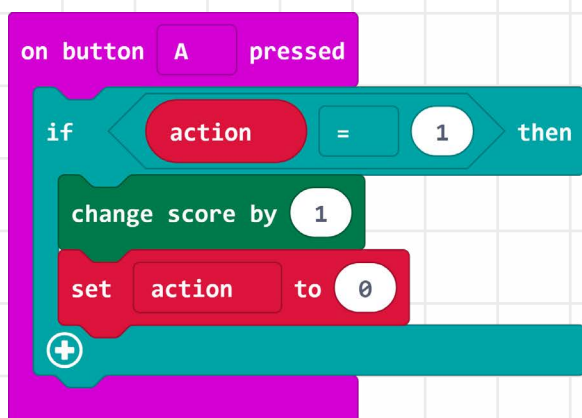 on button A pressed
if action = 1 then
change score by 1
set action to 0